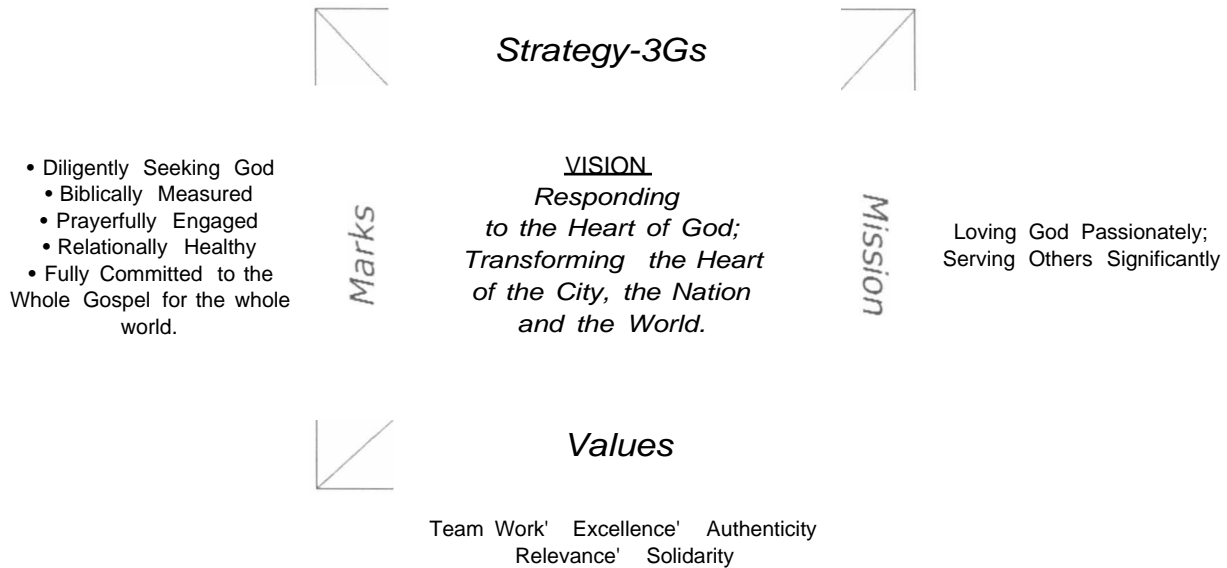 Strategy-3Gs
• Diligently Seeking God
• Biblically Measured
• Prayerfully Engaged
• Relationally Healthy
• Fully Committed to the
Whole Gospel for the whole
world.
Marks
VISION
Responding
to the Heart of God;
Transforming the Heart
of the City, the Nation
and the World.
Mission
Loving God Passionately;
Serving Others Significantly
Values
Team Work' Excellence' Authenticity
Relevance' Solidarity